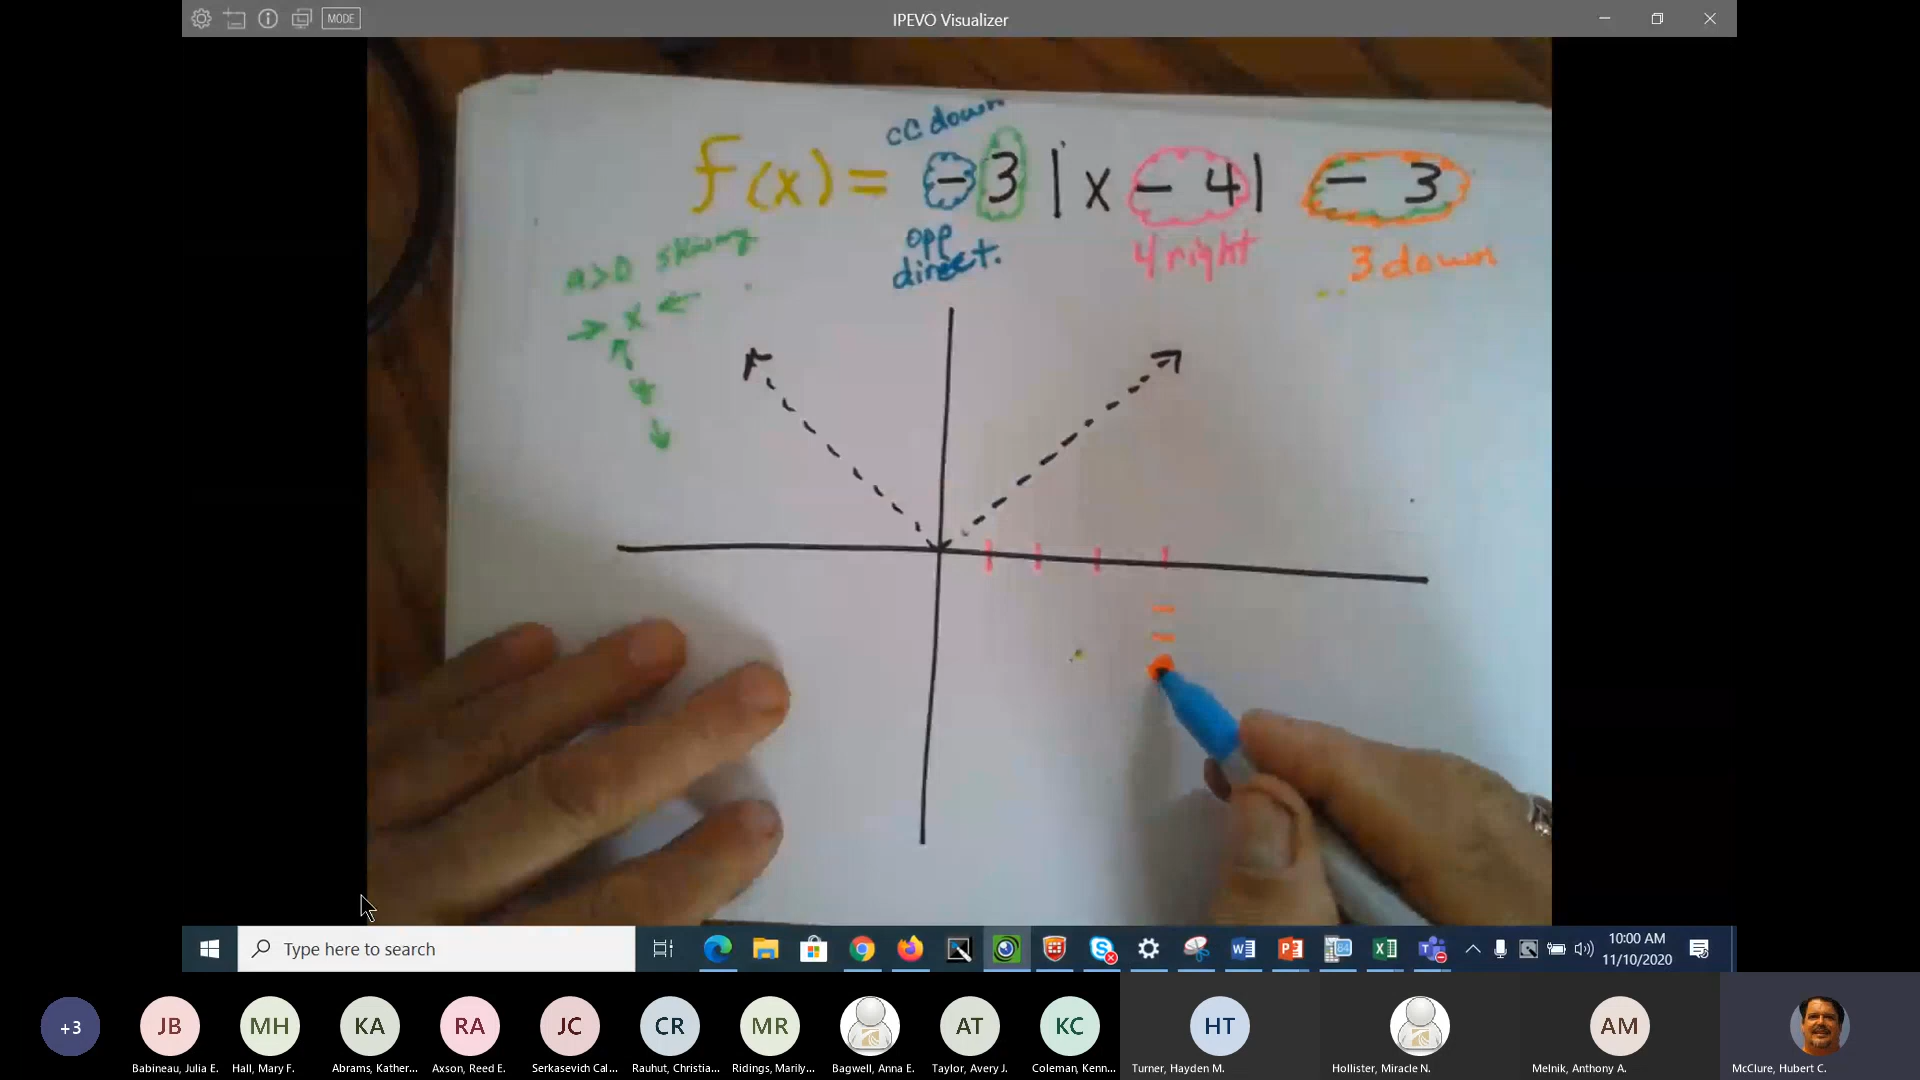 MODE
IPEVO Visualizer
cc down
f(x) = - 3 | x - 4 | - 3
opp
direct.
4 right
3 down
a>0 skinny
→ x ←
Type here to search
10:00 AM
11/10/2020
+3
JB
MH
KA
RA
JC
CR
MR
AT
KC
HT
AM
Babineau, Julia E.
Hall, Mary F.
Abrams, Kather...
Axson, Reed E.
Serkasevich Cal...
Rauhut, Christia...
Ridings, Marily...
Bagwell, Anna E.
Taylor, Avery J.
Coleman, Kenn...
Turner, Hayden M.
Hollister, Miracle N.
Melnik, Anthony A.
McClure, Hubert C.